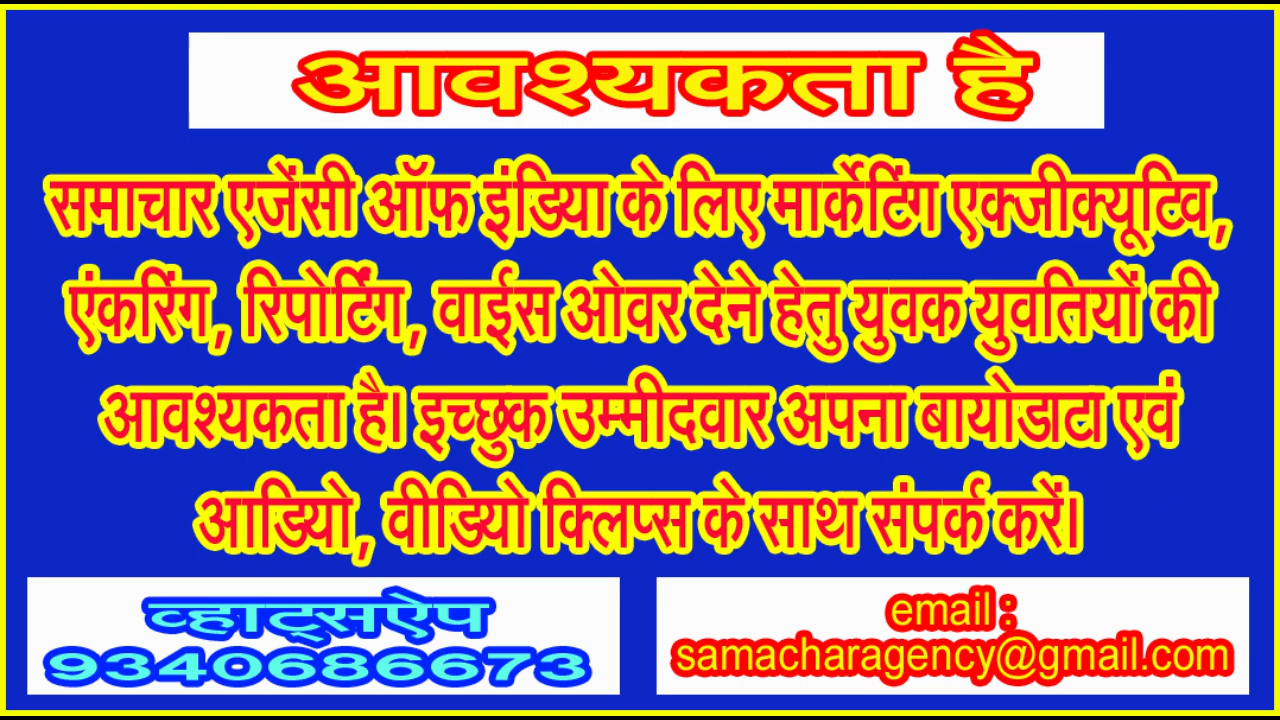 आवश्यकता है
समाचार एजेंसी ऑफ इंडिया के लिए मार्केटिंग एक्जीक्यूटिव,
एंकरिंग, रिपोर्टिंग, वाईस ओवर देने हेतु युवक युवतियों की
आवश्यकता है। इच्छुक उम्मीदवार अपना बायोडाटा एवं
आडियो, वीडियो क्लिप्स के साथ संपर्क करें।
व्हाट्सऐप
9340686673
email :
samacharagency@gmail.com